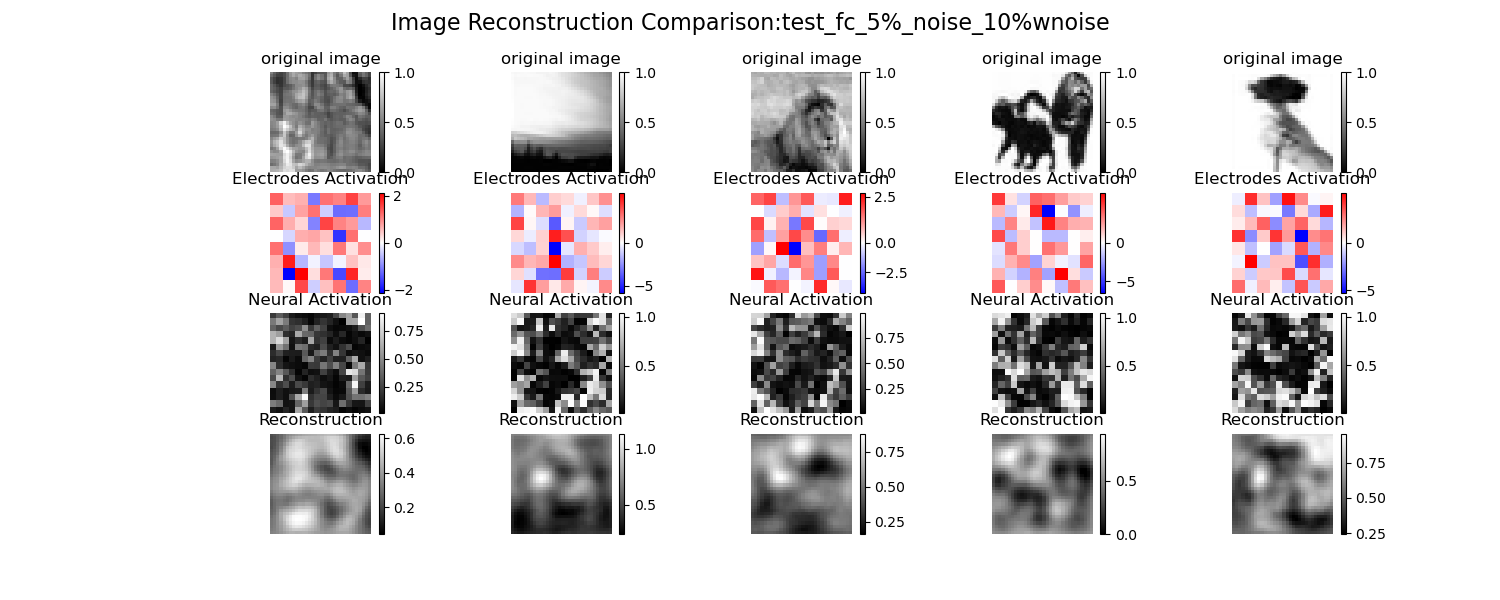 Image Reconstruction Comparison:test_fc_5%_noise_10%wnoise
original image original image original image original image original image
1.0 1.0 1.0 1.0 1.0
0.5 0.5 0.5 0.5 0.5
0.0 0.0 0.0 0.0 0.0
Electrodes Activation Electrodes Activation Electrodes Activation Electrodes Activation Electrodes Activation
2 2.5
0 0 0.0 0 0
−2.5
−2 −5 −5 −5
Neural Activation Neural Activation Neural Activation Neural Activation Neural Activation
0.75 1.0 0.75 1.0 1.0
0.50 0.5 0.50 0.5 0.5
0.25 0.25
Reconstruction Reconstruction Reconstruction Reconstruction Reconstruction
0.6 1.0 0.75 0.5 0.75
0.4 0.5 0.50 0.0 0.50
0.2 0.25 0.25